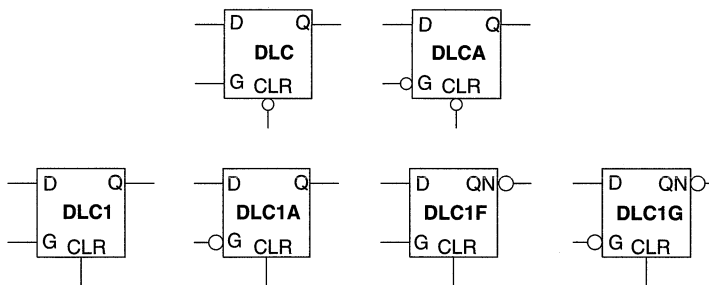 D Q D Q
DLC DLCA
G CLR G CLR
D Q D Q D QN D QN
DLC1 DLC1A DLC1F DLC1G
G CLR G CLR G CLR G CLR